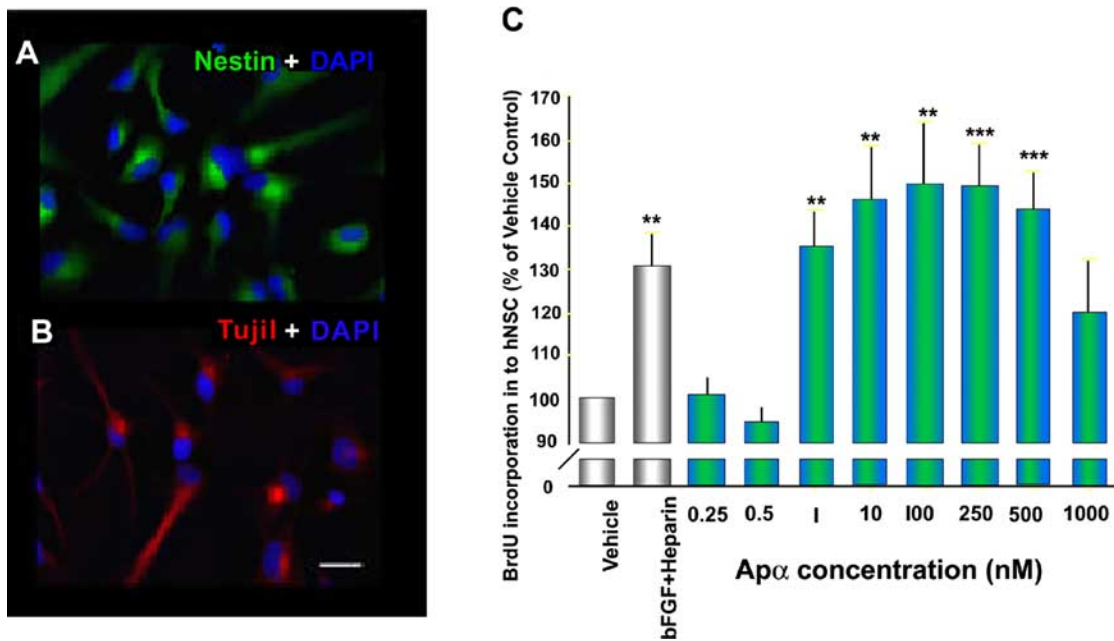 A
Nestin + DAPI
B
Tujil + DAPI
C
BrdU incorporation in to hNSC (% of Vehicle Control)
170
160
150
140
130
120
110
100
90
0
**
**
**
**
***
***
Vehicle
bFGF+Heparin
0.25
0.5
I
10
I00
250
500
1000
Apα concentration (nM)